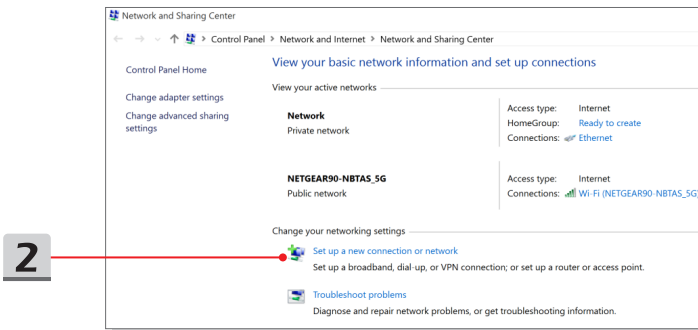 Network and Sharing Center
Control Panel > Network and Internet > Network and Sharing Center
Control Panel Home
Change adapter settings
Change advanced sharing
settings
View your basic network information and set up connections
View your active networks
Network
Private network
Access type: Internet
HomeGroup: Ready to create
Connections: Ethernet
NETGEAR90-NBTAS_5G
Public network
Access type: Internet
Connections: Wi-Fi (NETGEAR90-NBTAS_5G)
Change your networking settings
2
Set up a new connection or network
Set up a broadband, dial-up, or VPN connection; or set up a router or access point.
Troubleshoot problems
Diagnose and repair network problems, or get troubleshooting information.